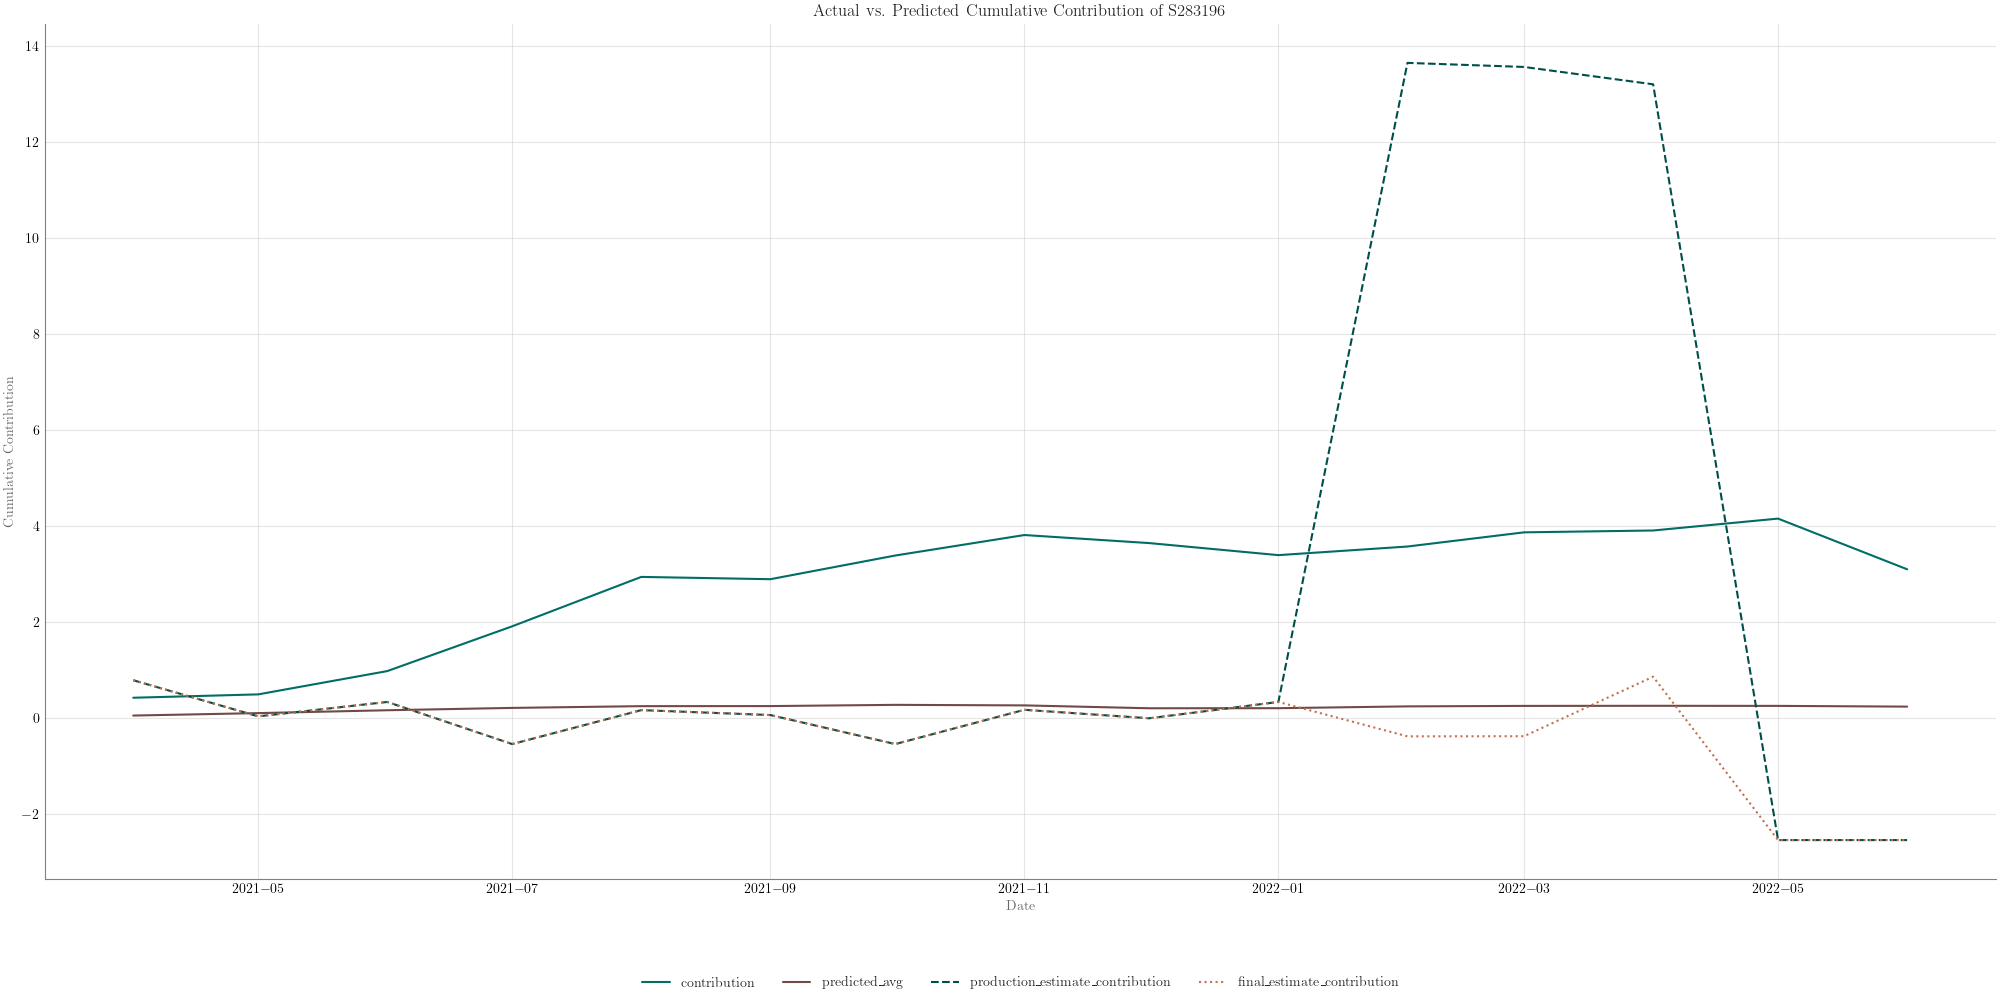 Actual vs. Predicted Cumulative Contribution of S283196
14
12
10
8
6
4
2
0
−2
Cumulative Contribution
2021−05 2021−07 2021−09 2021−11 2022−01 2022−03 2022−05
Date
contribution predicted_avg production_estimate_contribution final_estimate_contribution